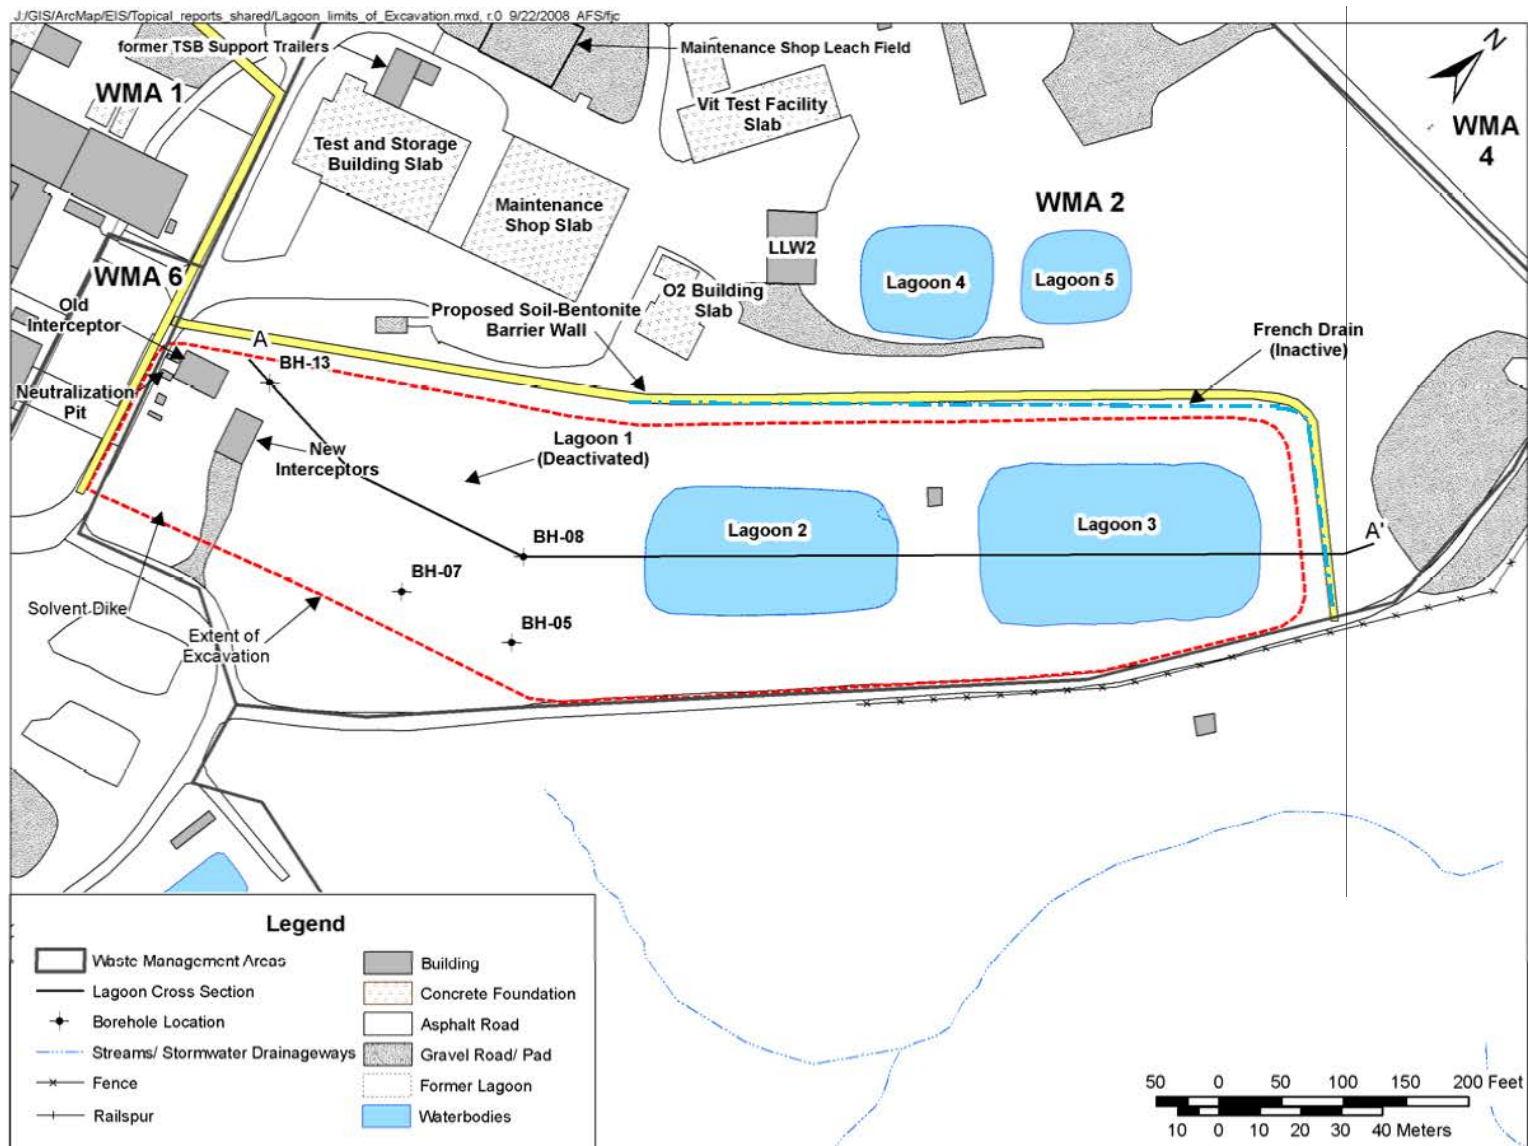 J:/GIS/ArcMap/EIS/Topical_reports_shared/Lagoon_limits_of_Excavation.mxd, r.0 9/22/2008 AFS/fjc
former TSB Support Trailers
Maintenance Shop Leach Field
N
WMA 1
Vit Test Facility
Slab
WMA
4
Test and Storage
Building Slab
Maintenance
Shop Slab
WMA 2
LLW2
WMA 6
Lagoon 4
Lagoon 5
O2 Building
Slab
Old
Interceptor
Proposed Soil-Bentonite
Barrier Wall
French Drain
(Inactive)
A
BH-13
Neutralization
Pit
New
Interceptors
Lagoon 1
(Deactivated)
Lagoon 2
Lagoon 3
BH-08
A'
BH-07
Solvent Dike
BH-05
Extent of
Excavation
Legend
Waste Management Areas
Lagoon Cross Section
Borehole Location
Streams/ Stormwater Drainageways
Fence
Railspur
Building
Concrete Foundation
Asphalt Road
Gravel Road/ Pad
Former Lagoon
Waterbodies
50 0 50 100 150 200 Feet
10 0 10 20 30 40 Meters